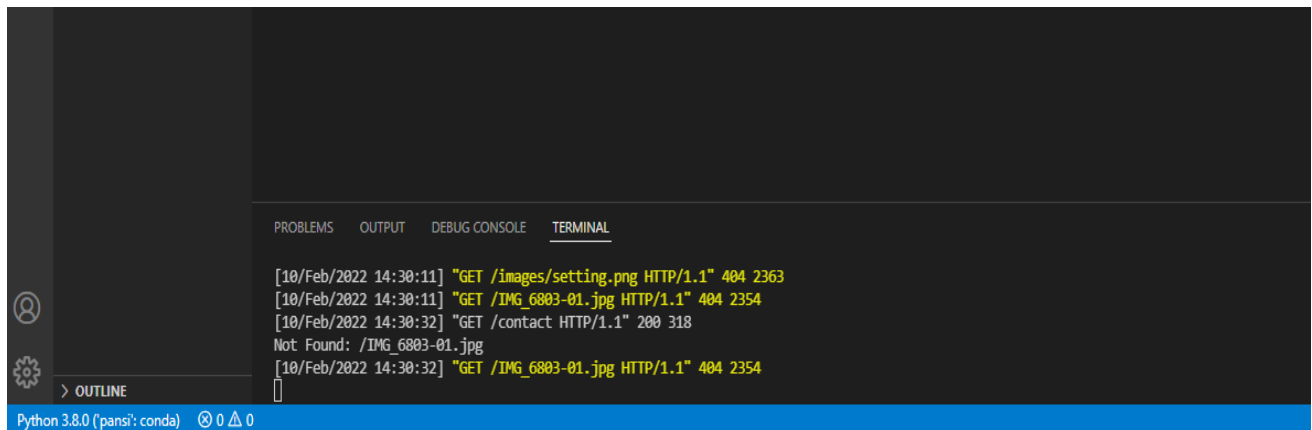 PROBLEMS OUTPUT DEBUG CONSOLE TERMINAL
[10/Feb/2022 14:30:11] "GET /images/setting.png HTTP/1.1" 404 2363
[10/Feb/2022 14:30:11] "GET /IMG_6803-01.jpg HTTP/1.1" 404 2354
[10/Feb/2022 14:30:32] "GET /contact HTTP/1.1" 200 318
Not Found: /IMG_6803-01.jpg
[10/Feb/2022 14:30:32] "GET /IMG_6803-01.jpg HTTP/1.1" 404 2354
> OUTLINE
Python 3.8.0 ('pansi': conda) 0 0